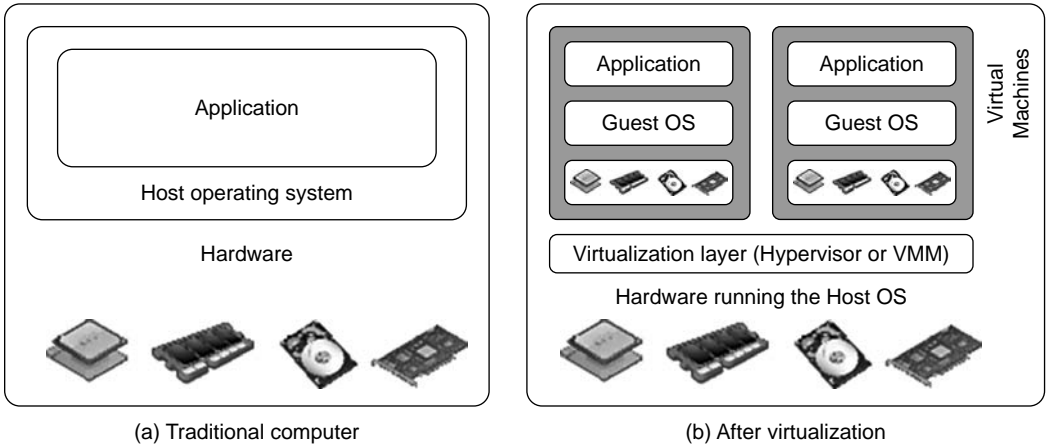 Application
Host operating system
Hardware
(a) Traditional computer
Application
Guest OS
Application
Guest OS
Virtual
Machines
Virtualization layer (Hypervisor or VMM)
Hardware running the Host OS
(b) After virtualization